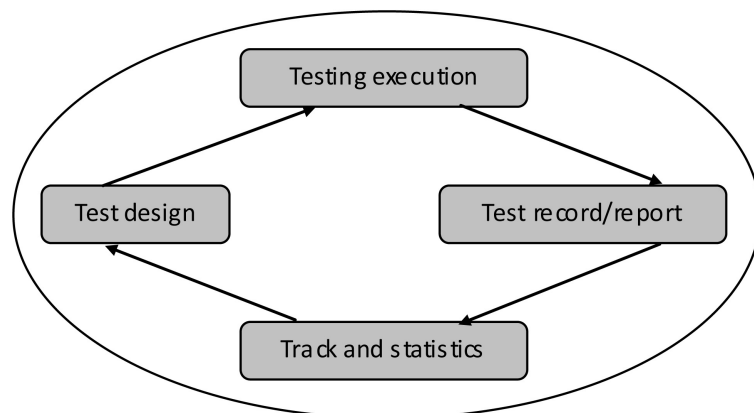 Testing execution
Test design
Test record/report
Track and statistics